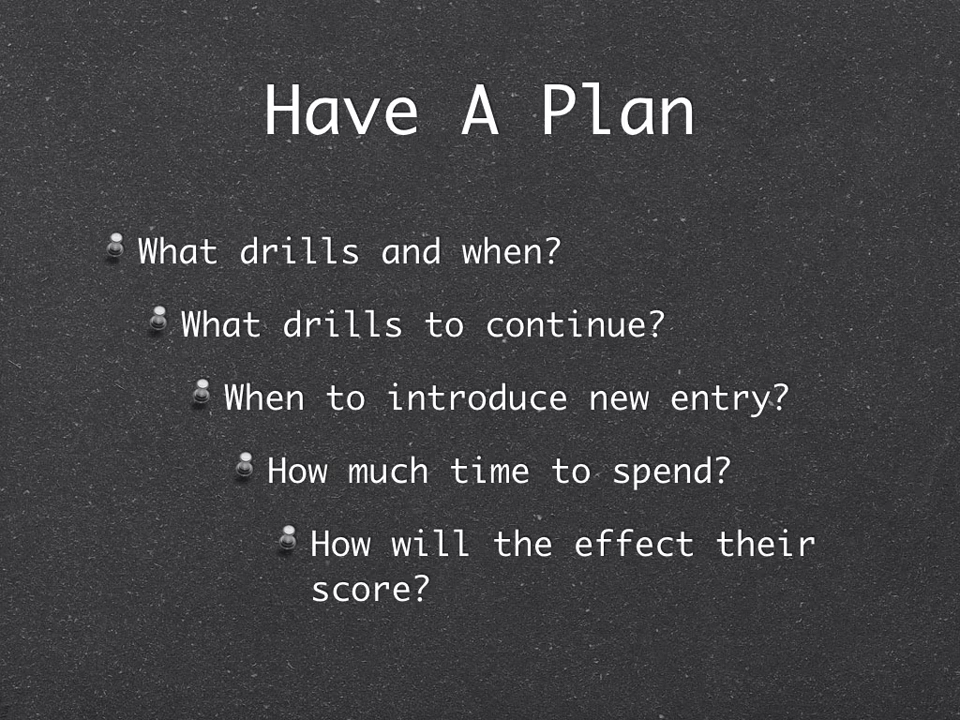 Have A Plan
What drills and when?
What drills to continue?
When to introduce new entry?
How much time to spend?
How will the effect their
score?